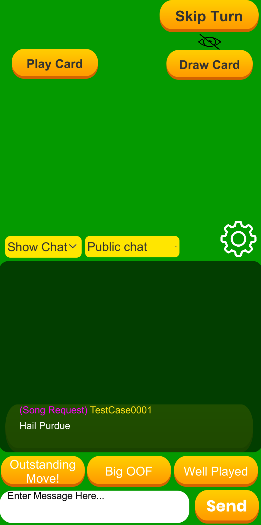 Skip Turn
Play Card
Draw Card
Show Chat
Public chat
(Song Request) TestCase0001
Hail Purdue
Outstanding
Move!
Big OOF
Well Played
Enter Message Here...
Send